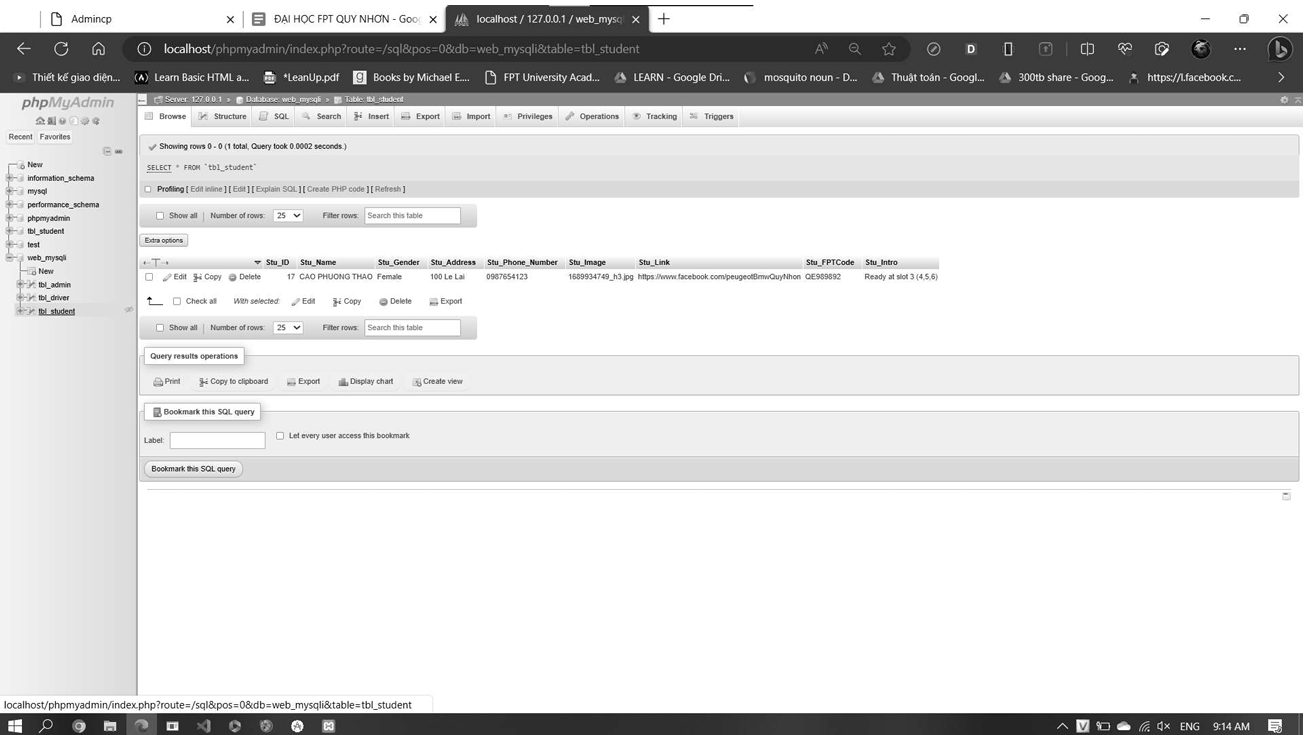 Admincp
ĐẠI HỌC FPT QUY NHƠN - Goo
localhost / 127.0.0.1 / web_mysql
localhost/phpmyadmin/index.php?route=/sql&pos=0&db=web_mysqli&table=tbl_student
Thiết kế giao diện...
Learn Basic HTML a...
*LeanUp.pdf
Books by Michael E....
FPT University Acad...
LEARN - Google Dri...
mosquito noun - D...
Thuật toán - Googl...
300tb share - Goog...
https://l.facebook.c...
phpMyAdmin
Recent Favorites
New
information_schema
mysql
performance_schema
phpmyadmin
tbl_student
test
web_mysqli
New
tbl_admin
tbl_driver
tbl_student
Server: 127.0.0.1 » Database: web_mysqli » Table: tbl_student
Browse Structure SQL Search Insert Export Import Privileges Operations Tracking Triggers
Showing rows 0 - 0 (1 total, Query took 0.0002 seconds.)
SELECT * FROM `tbl_student`
Profiling [ Edit inline ] [ Edit ] [ Explain SQL ] [ Create PHP code ] [ Refresh ]
Show all | Number of rows: 25 Filter rows: Search this table
Extra options
Stu_ID Stu_Name Stu_Gender Stu_Address Stu_Phone_Number Stu_Image Stu_Link Stu_FPTCode Stu_Intro
Edit Copy Delete 17 CAO PHUONG THAO Female 100 Le Lai 0987654123 1689934749_h3.jpg https://www.facebook.com/peugeotBmwQuyNhon QE989892 Ready at slot 3 (4,5,6)
Check all With selected: Edit Copy Delete Export
Show all | Number of rows: 25 Filter rows: Search this table
Query results operations
Print Copy to clipboard Export Display chart Create view
Bookmark this SQL query
Label: Let every user access this bookmark
Bookmark this SQL query
localhost/phpmyadmin/index.php?route=/sql&pos=0&db=web_mysqli&table=tbl_student
ENG 9:14 AM